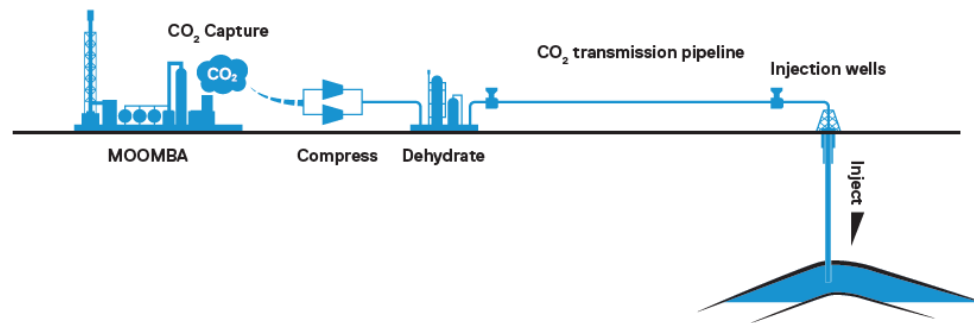 CO₂ Capture
CO₂
CO₂ transmission pipeline
Injection wells
MOOMBA
Compress
Dehydrate
Inject